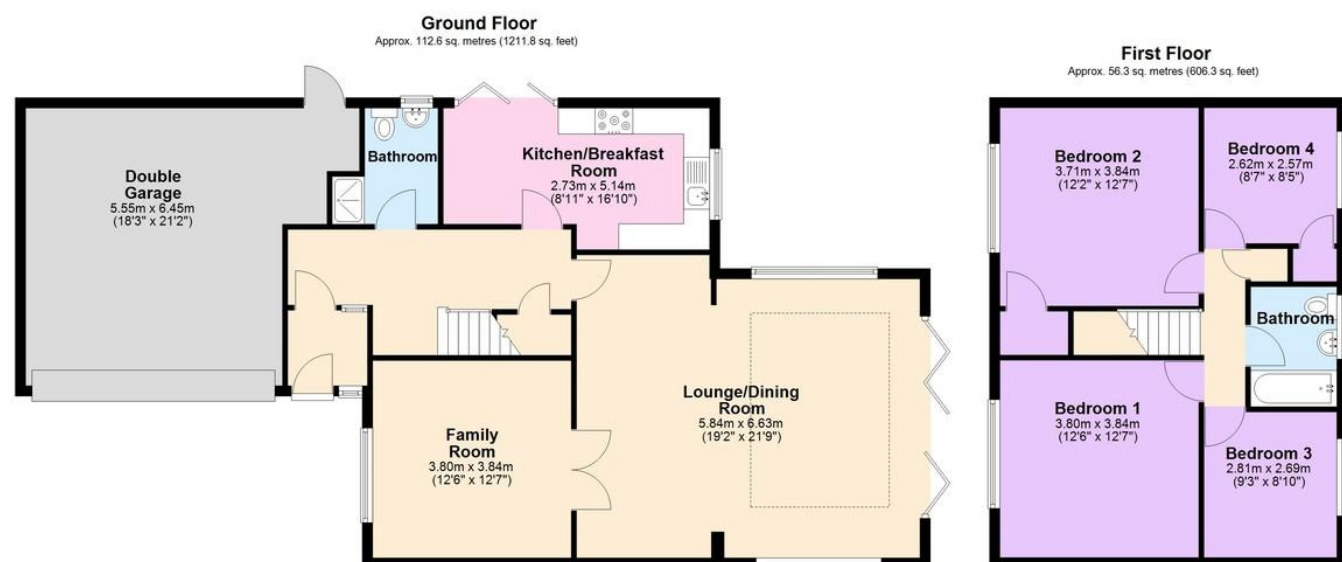 Ground Floor
Approx. 112.6 sq. metres (1211.8 sq. feet)
Double
Garage
5.55m x 6.45m
(18'3" x 21'2")
Bathroom
Kitchen/Breakfast
Room
2.73m x 5.14m
(8'11" x 16'10")
Lounge/Dining
Room
5.84m x 6.63m
(19'2" x 21'9")
Family
Room
3.80m x 3.84m
(12'6" x 12'7")
First Floor
Approx. 56.3 sq. metres (606.3 sq. feet)
Bedroom 2
3.71m x 3.84m
(12'2" x 12'7")
Bedroom 4
2.62m x 2.57m
(8'7" x 8'5")
Bathroom
Bedroom 1
3.80m x 3.84m
(12'6" x 12'7")
Bedroom 3
2.81m x 2.69m
(9'3" x 8'10")